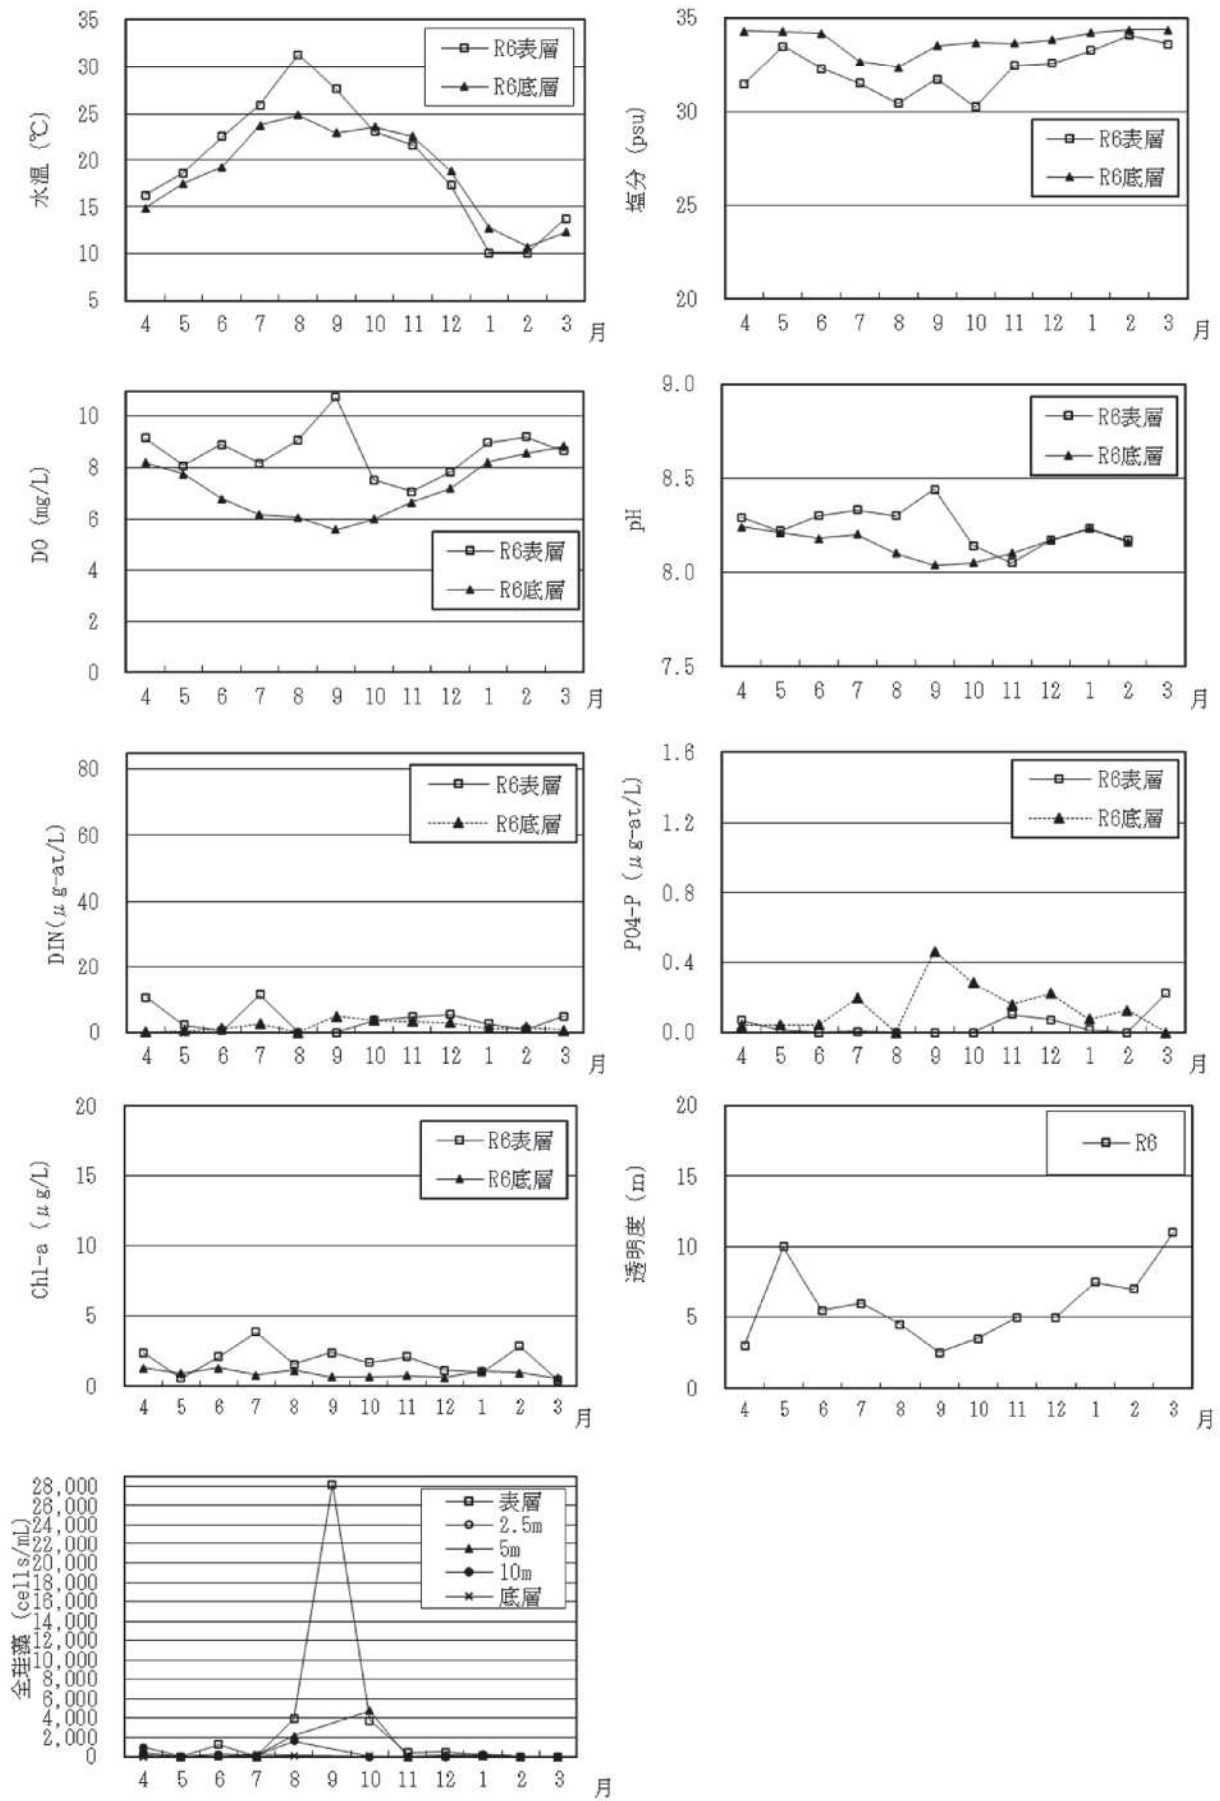 35
30
25
20
15
10
5
水温 (℃)
R6表層
R6底層
4 5 6 7 8 9 10 11 12 1 2 3 月
35
30
25
20
塩分 (psu)
R6表層
R6底層
4 5 6 7 8 9 10 11 12 1 2 3 月
10
8
6
4
2
0
DO (mg/L)
R6表層
R6底層
4 5 6 7 8 9 10 11 12 1 2 3 月
9.0
8.5
8.0
7.5
pH
R6表層
R6底層
4 5 6 7 8 9 10 11 12 1 2 3 月
80
60
40
20
0
DIN(μg-at/L)
R6表層
R6底層
4 5 6 7 8 9 10 11 12 1 2 3 月
1.6
1.2
0.8
0.4
0.0
PO4-P (μg-at/L)
R6表層
R6底層
4 5 6 7 8 9 10 11 12 1 2 3 月
20
15
10
5
0
Chl-a (μg/L)
R6表層
R6底層
4 5 6 7 8 9 10 11 12 1 2 3 月
20
15
10
5
0
透明度 (m)
R6
4 5 6 7 8 9 10 11 12 1 2 3 月
28,000
26,000
24,000
22,000
20,000
18,000
16,000
14,000
12,000
10,000
8,000
6,000
4,000
2,000
0
全珪藻 (cells/mL)
表層
2.5m
5m
10m
底層
4 5 6 7 8 9 10 11 12 1 2 3 月